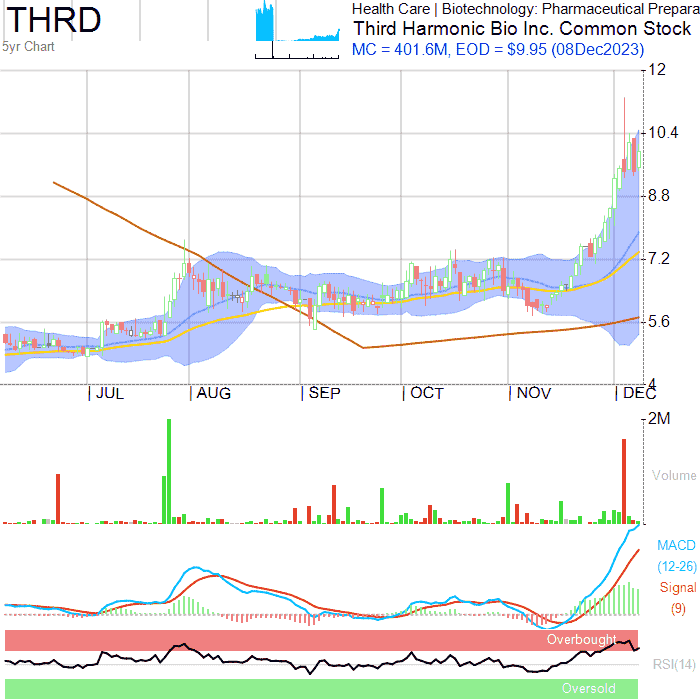 THRD
5yr Chart
Health Care | Biotechnology: Pharmaceutical Prepara
Third Harmonic Bio Inc. Common Stock
MC = 401.6M, EOD = $9.95 (08Dec2023)
12
10.4
8.8
7.2
5.6
4
JUL AUG SEP OCT NOV DEC
2M
Volume
MACD
(12-26)
Signal
(9)
Overbought
RSI(14)
Oversold